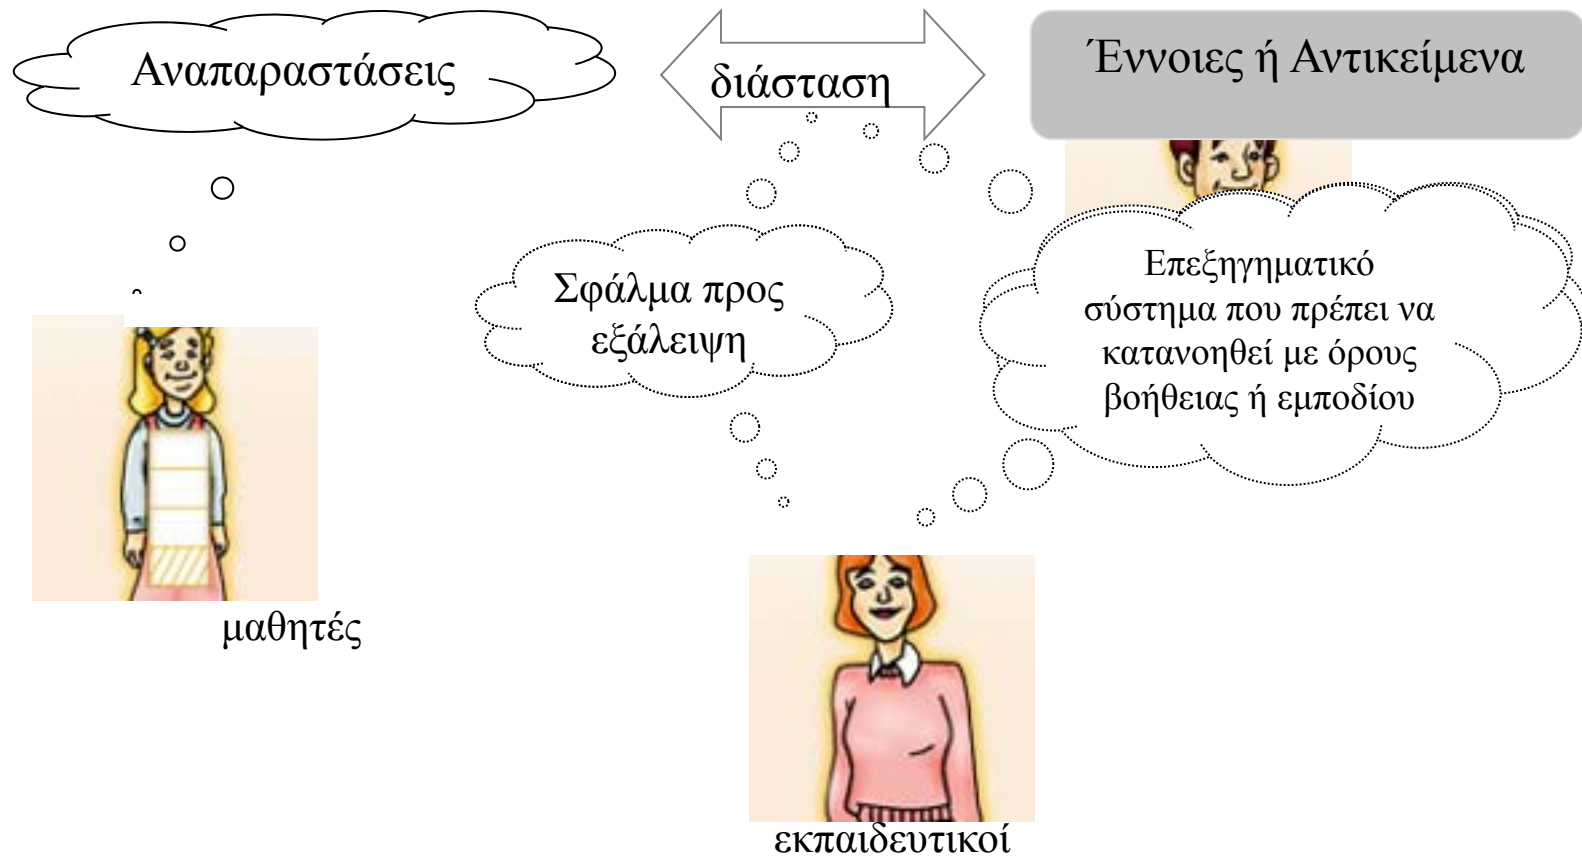 Αναπαραστάσεις
διάσταση
Έννοιες ή Αντικείμενα
Σφάλμα προς
εξάλειψη
Επεξηγηματικό
σύστημα που πρέπει να
κατανοηθεί με όρους
βοήθειας ή εμποδίου
μαθητές
εκπαιδευτικοί